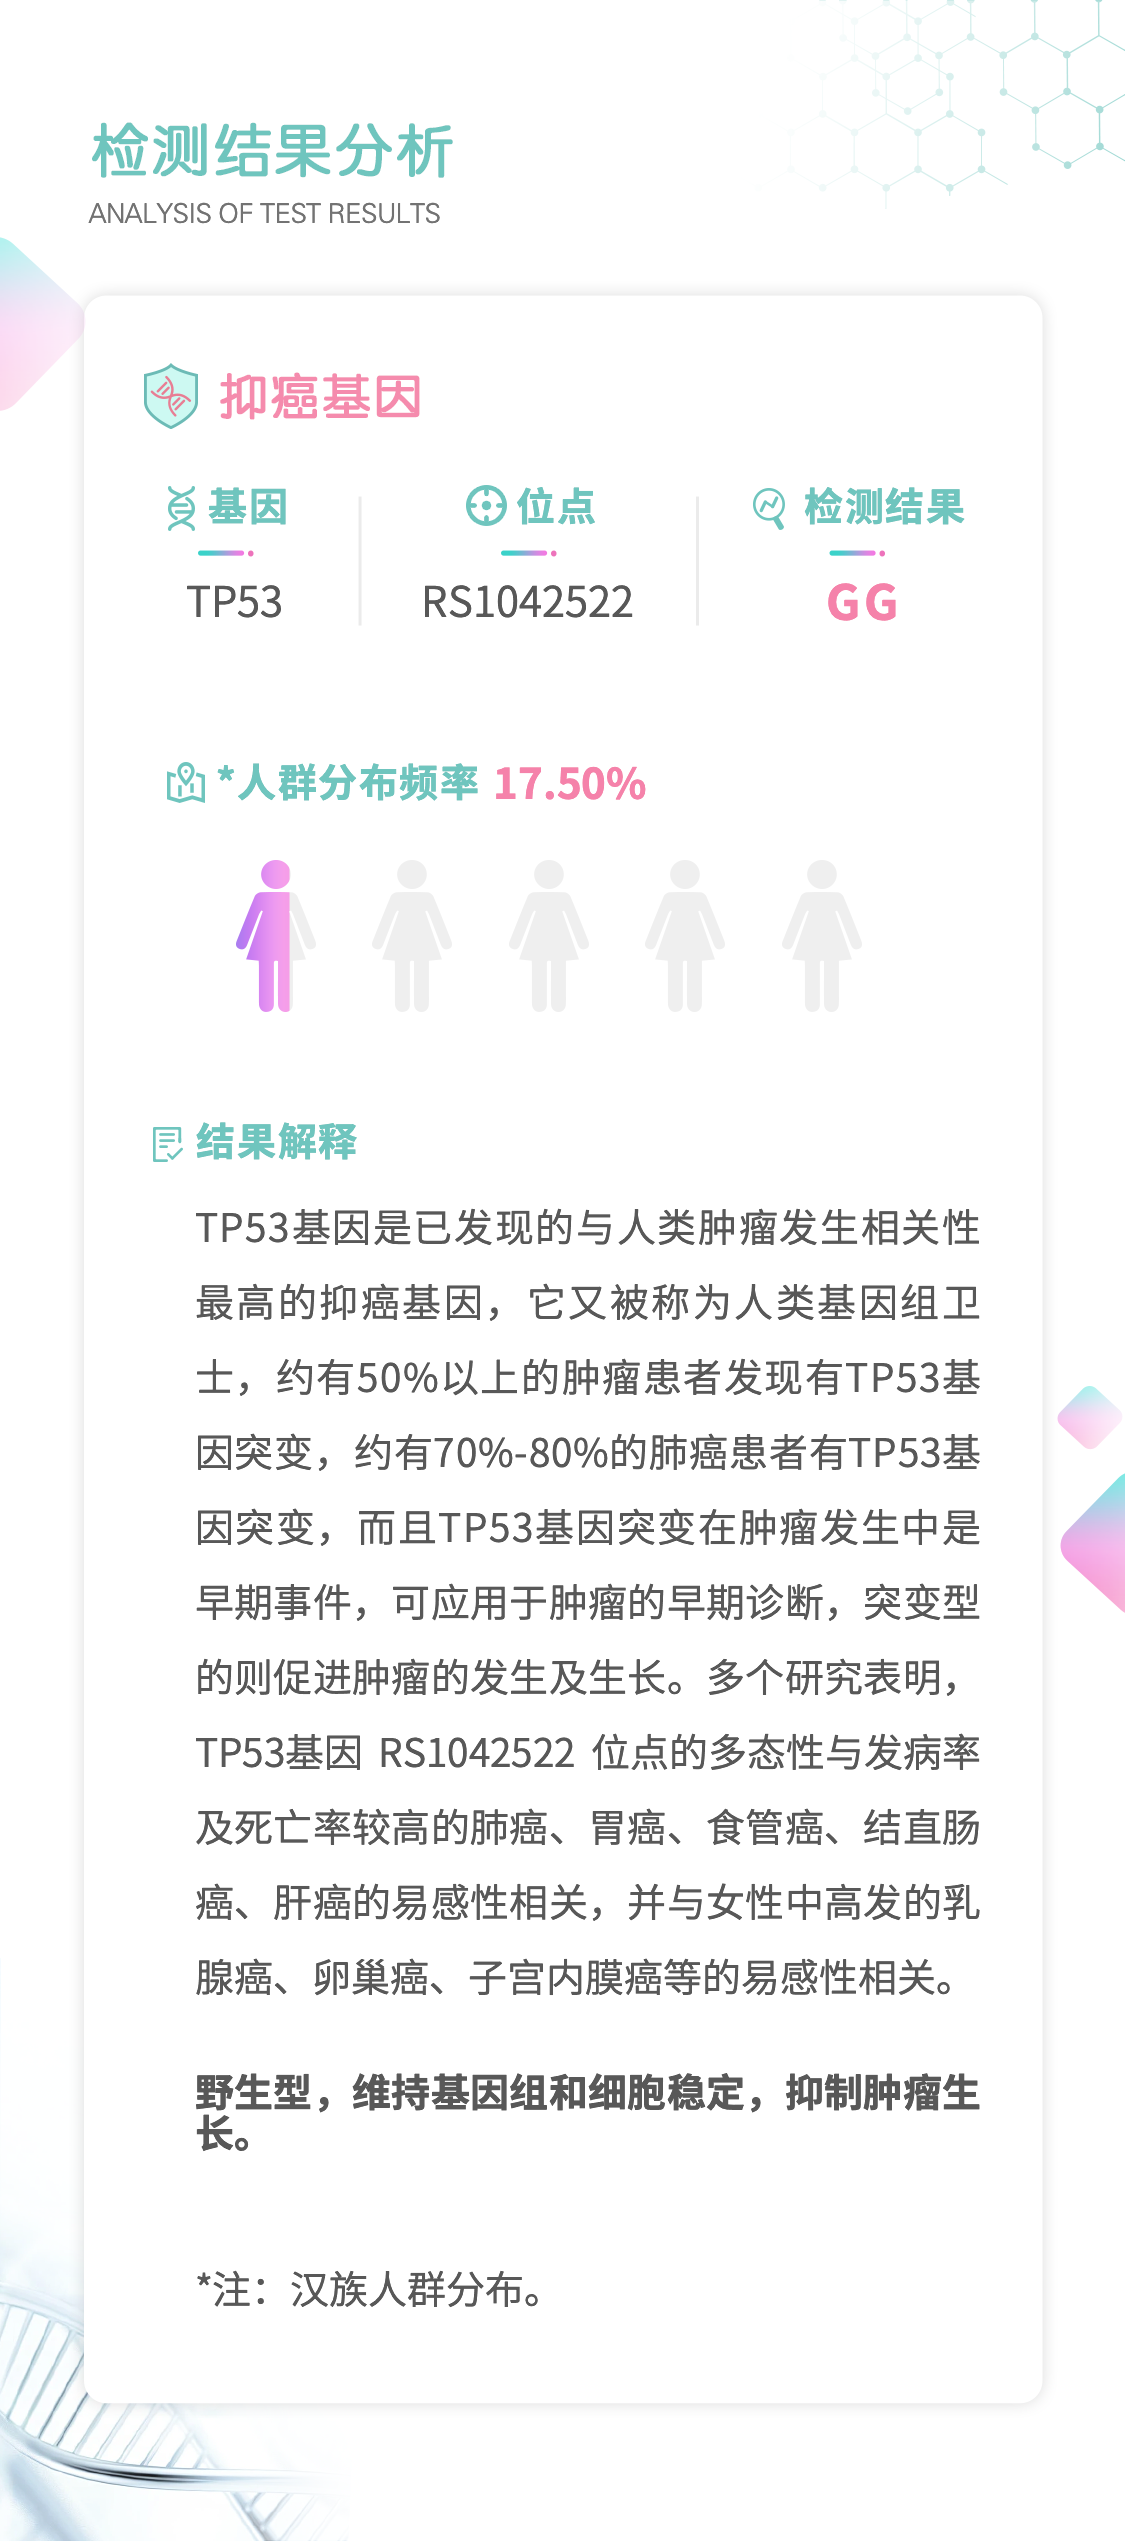 检测结果分析
ANALYSIS OF TEST RESULTS
抑癌基因
基因
位点
检测结果
TP53
RS1042522
GG
*人群分布频率 17.50%
结果解释
TP53基因是已发现的与人类肿瘤发生相关性
最高的抑癌基因，它又被称为人类基因组卫
士，约有50%以上的肿瘤患者发现有TP53基
因突变，约有70%-80%的肺癌患者有TP53基
因突变，而且TP53基因突变在肿瘤发生中是
早期事件，可应用于肿瘤的早期诊断，突变型
的则促进肿瘤的发生及生长。多个研究表明，
TP53基因 RS1042522 位点的多态性与发病率
及死亡率较高的肺癌、胃癌、食管癌、结直肠
癌、肝癌的易感性相关，并与女性中高发的乳
腺癌、卵巢癌、子宫内膜癌等的易感性相关。
野生型，维持基因组和细胞稳定，抑制肿瘤生
长。
*注：汉族人群分布。